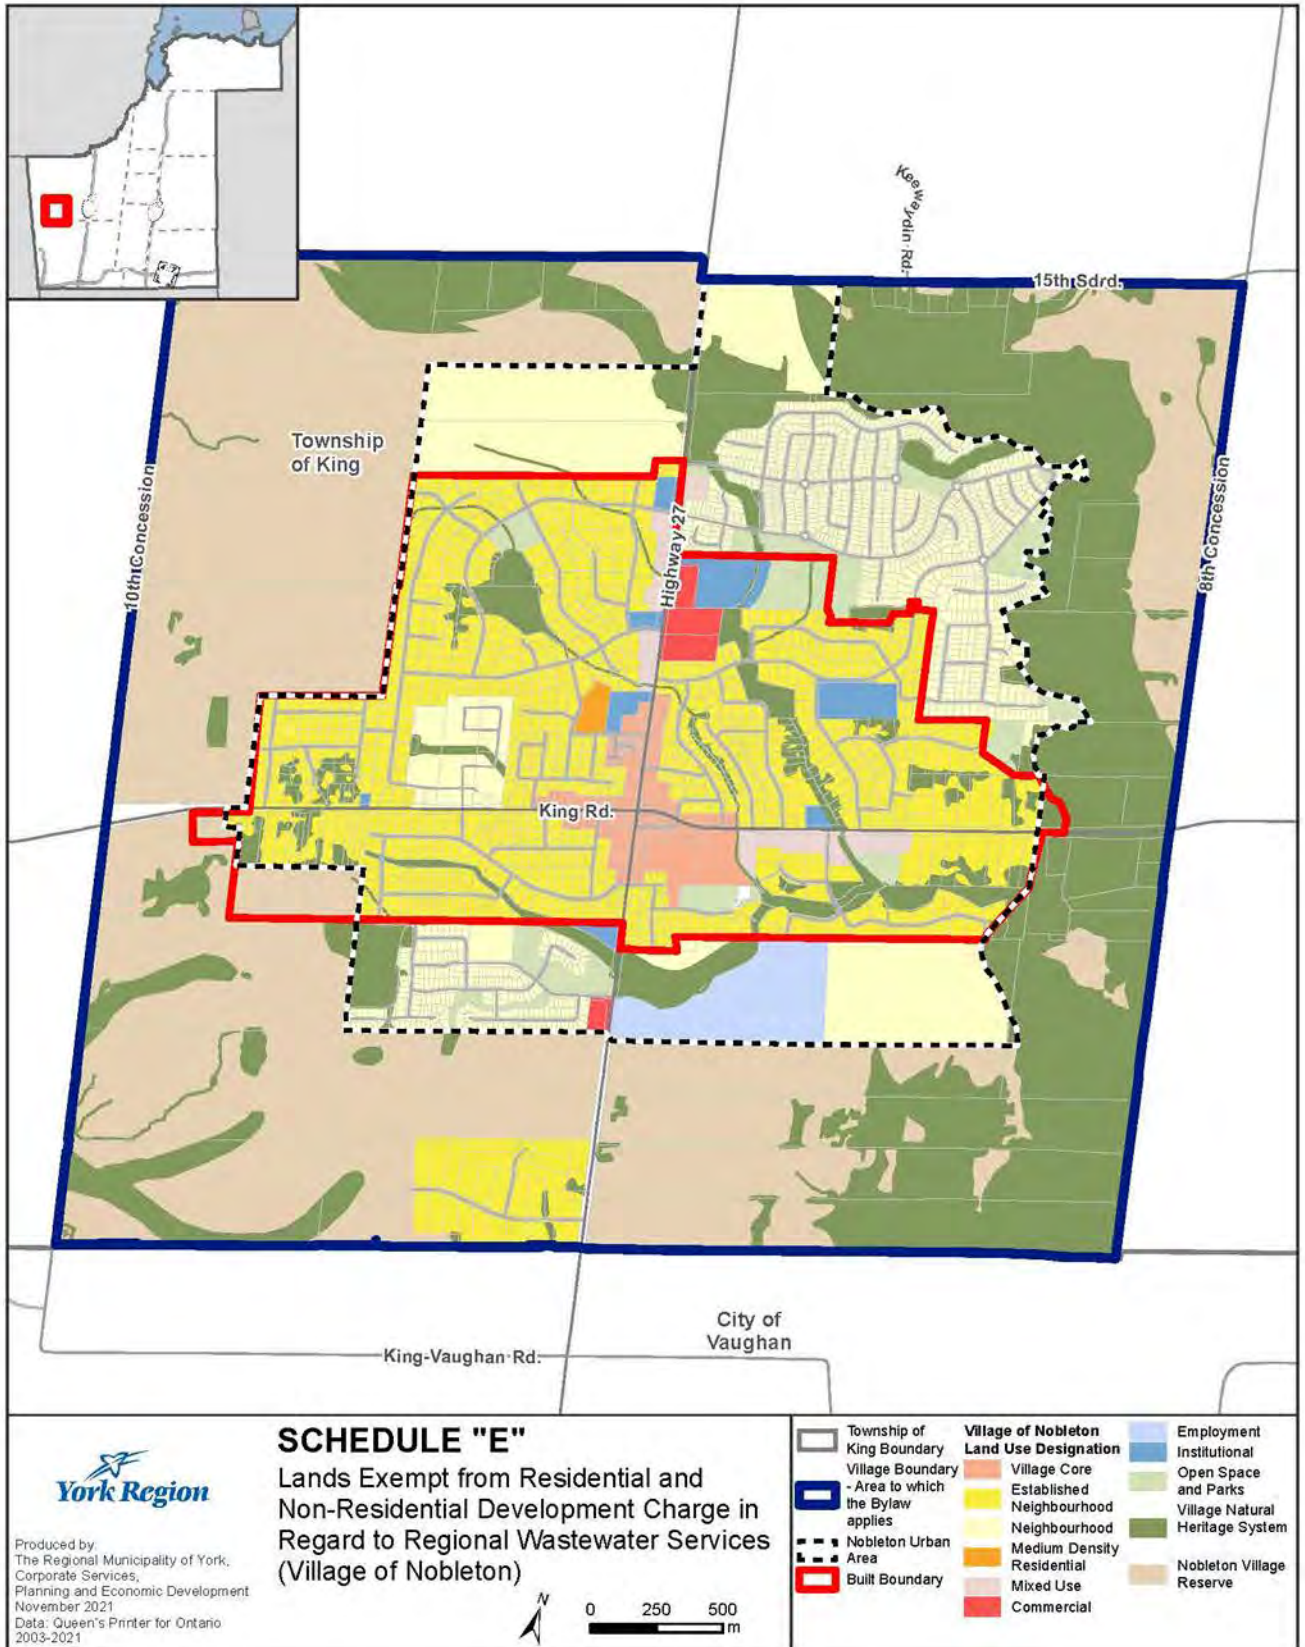 Keewaydin Rd.
15th Sdrd.
Township
of King
10th Concession
Highway 27
8th Concession
King Rd.
City of
Vaughan
King-Vaughan Rd.
York Region
Produced by:
The Regional Municipality of York,
Corporate Services,
Planning and Economic Development
November 2021
Data: Queen's Printer for Ontario
2003-2021
SCHEDULE "E"
Lands Exempt from Residential and
Non-Residential Development Charge in
Regard to Regional Wastewater Services
(Village of Nobleton)
N
0 250 500
m
Township of
King Boundary
Village Boundary
- Area to which
the Bylaw
applies
Nobleton Urban
Area
Built Boundary
Village of Nobleton
Land Use Designation
Village Core
Established
Neighbourhood
Neighbourhood
Medium Density
Residential
Mixed Use
Commercial
Employment
Institutional
Open Space
and Parks
Village Natural
Heritage System
Nobleton Village
Reserve